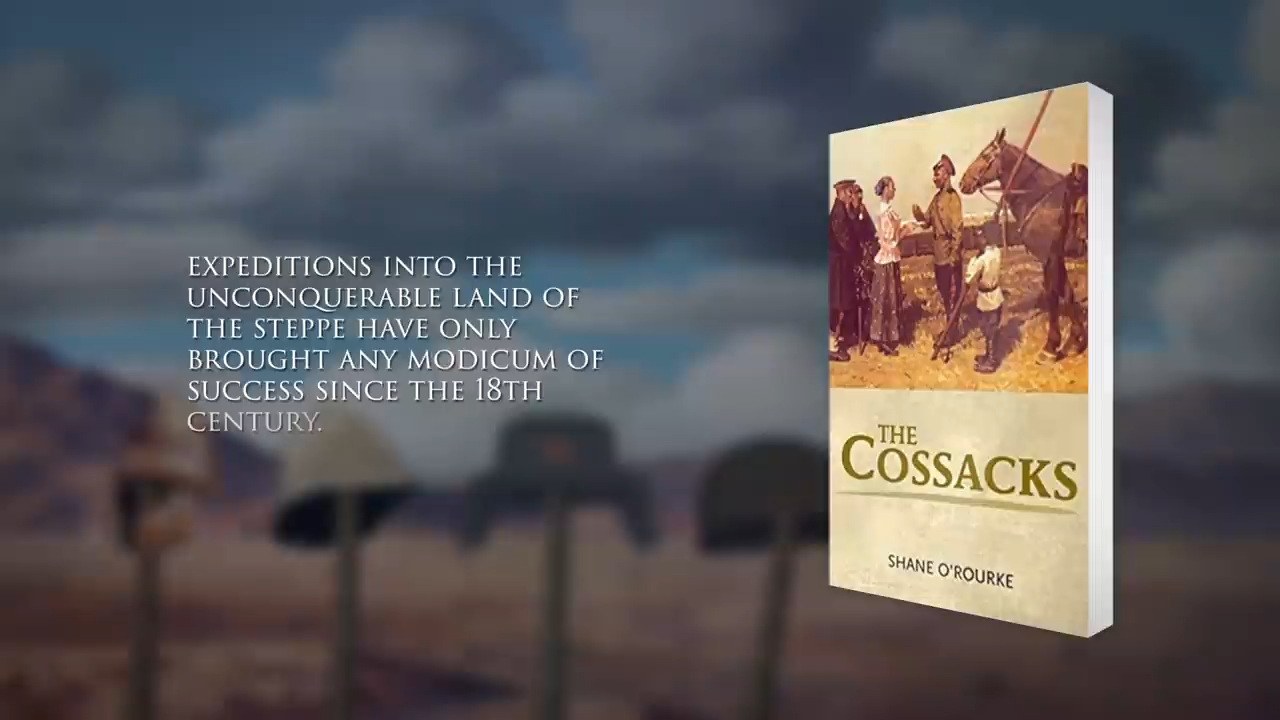 EXPEDITIONS INTO THE
UNCONQUERABLE LAND OF
THE STEPPE HAVE ONLY
BROUGHT ANY MODICUM OF
SUCCESS SINCE THE 18TH
CENTURY.
THE
COSSACKS
SHANE O'ROURKE